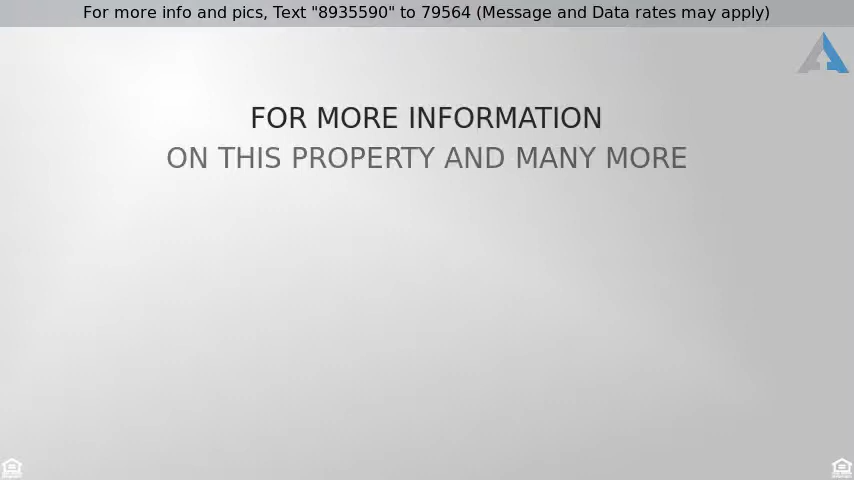 For more info and pics, Text "8935590" to 79564 (Message and Data rates may apply)
FOR MORE INFORMATION
ON THIS PROPERTY AND MANY MORE